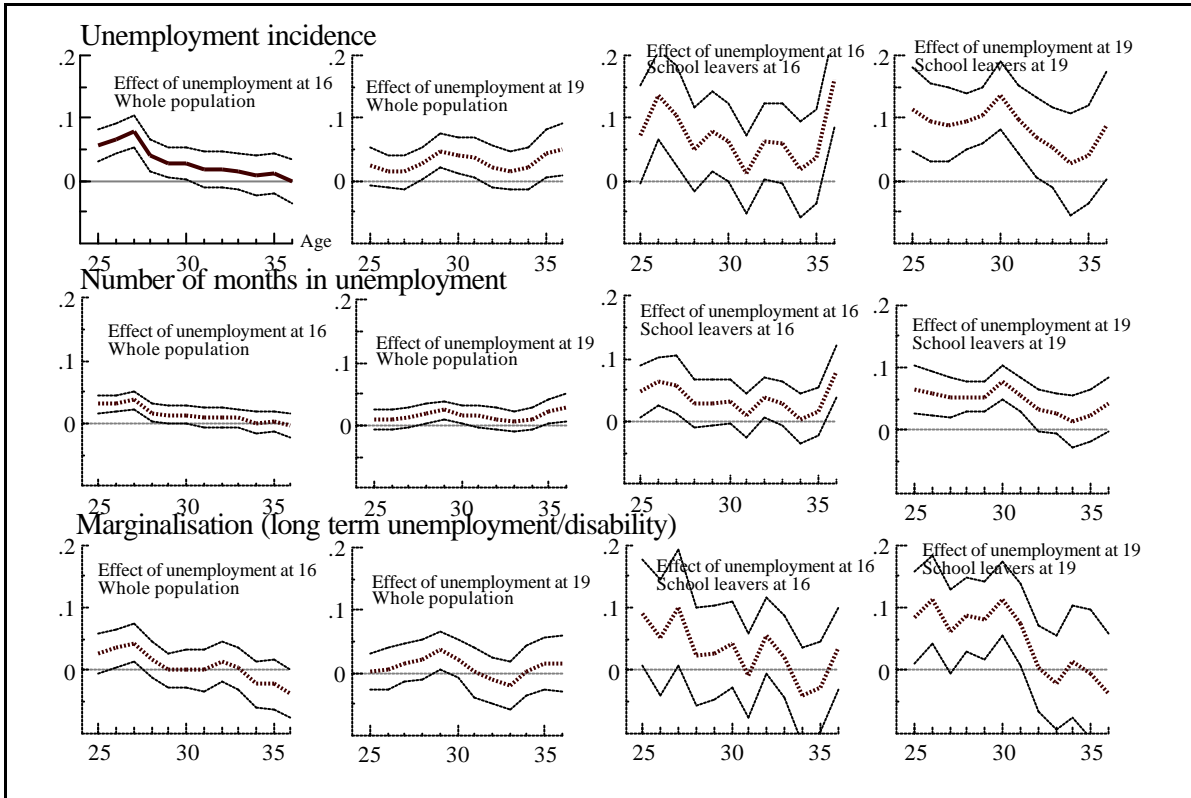 Unemployment incidence
.2
.1
0
Effect of unemployment at 16
Whole population
25
30
35
Age
.2
.1
0
Effect of unemployment at 19
Whole population
25
30
35
.2
.1
0
Effect of unemployment at 16
School leavers at 16
25
30
35
.2
.1
0
Effect of unemployment at 19
School leavers at 19
25
30
35
Number of months in unemployment
.2
.1
0
Effect of unemployment at 16
Whole population
25
30
35
.2
.1
0
Effect of unemployment at 19
Whole population
25
30
35
.2
.1
0
Effect of unemployment at 16
School leavers at 16
25
30
35
.2
.1
0
Effect of unemployment at 19
School leavers at 19
25
30
35
Marginalisation (long term unemployment/disability)
.2
.1
0
Effect of unemployment at 16
Whole population
25
30
35
.2
.1
0
Effect of unemployment at 19
Whole population
25
30
35
.2
.1
0
Effect of unemployment at 16
School leavers at 16
25
30
35
.2
.1
0
Effect of unemployment at 19
School leavers at 19
25
30
35